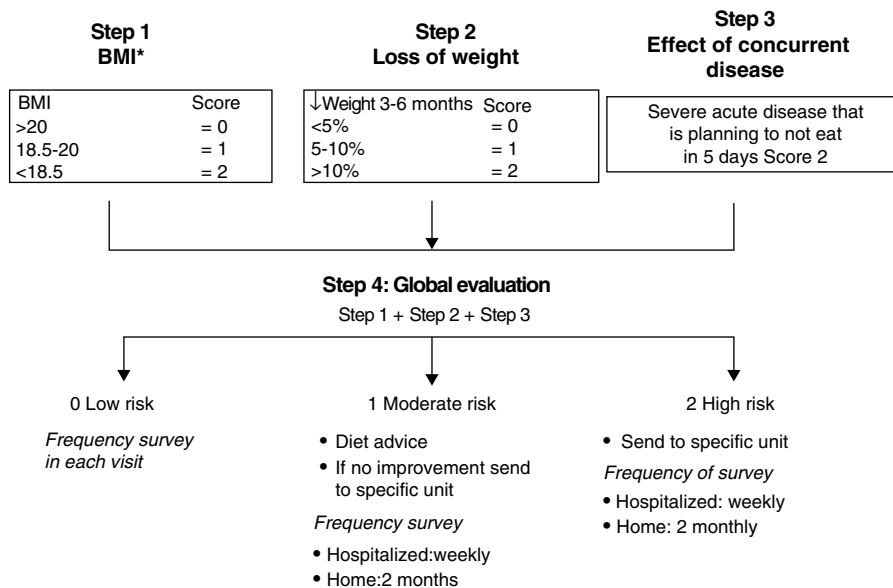 Step 1
BMI*
BMI Score
>20 = 0
18.5-20 = 1
<18.5 = 2
Step 2
Loss of weight
↓Weight 3-6 months Score
<5% = 0
5-10% = 1
>10% = 2
Step 3
Effect of concurrent
disease
Severe acute disease that
is planning to not eat
in 5 days Score 2
Step 4: Global evaluation
Step 1 + Step 2 + Step 3
0 Low risk
Frequency survey
in each visit
1 Moderate risk
• Diet advice
• If no improvement send
to specific unit
Frequency survey
• Hospitalized:weekly
• Home:2 months
2 High risk
• Send to specific unit
Frequency of survey
• Hospitalized: weekly
• Home: 2 monthly